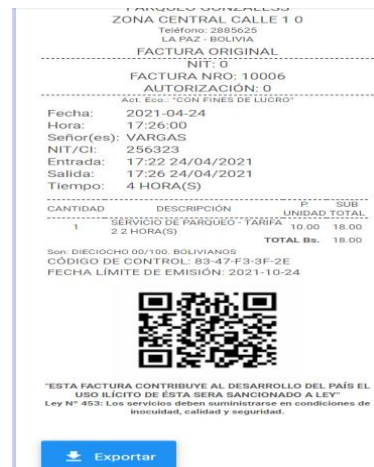 PARQUEO GONZALESS
ZONA CENTRAL CALLE 1 0
Teléfono: 2885625
LA PAZ - BOLIVIA
FACTURA ORIGINAL
NIT: 0
FACTURA NRO: 10006
AUTORIZACIÓN: 0
Act. Eco.: "CON FINES DE LUCRO"
Fecha: 2021-04-24
Hora: 17:26:00
Señor(es): VARGAS
NIT/CI: 256323
Entrada: 17:22 24/04/2021
Salida: 17:26 24/04/2021
Tiempo: 4 HORA(S)
CANTIDAD DESCRIPCIÓN P. UNIDAD SUB TOTAL
1 SERVICIO DE PARQUEO - TARIFA 2 2 HORA(S) 10.00 18.00
TOTAL Bs. 18.00
Son: DIECIOCHO 00/100. BOLIVIANOS
CÓDIGO DE CONTROL: 83-47-F3-3F-2E
FECHA LÍMITE DE EMISIÓN: 2021-10-24
"ESTA FACTURA CONTRIBUYE AL DESARROLLO DEL PAÍS EL
USO ILÍCITO DE ÉSTA SERA SANCIONADO A LEY"
Ley N° 453: Los servicios deben suministrarse en condiciones de
inocuidad, calidad y seguridad.
Exportar